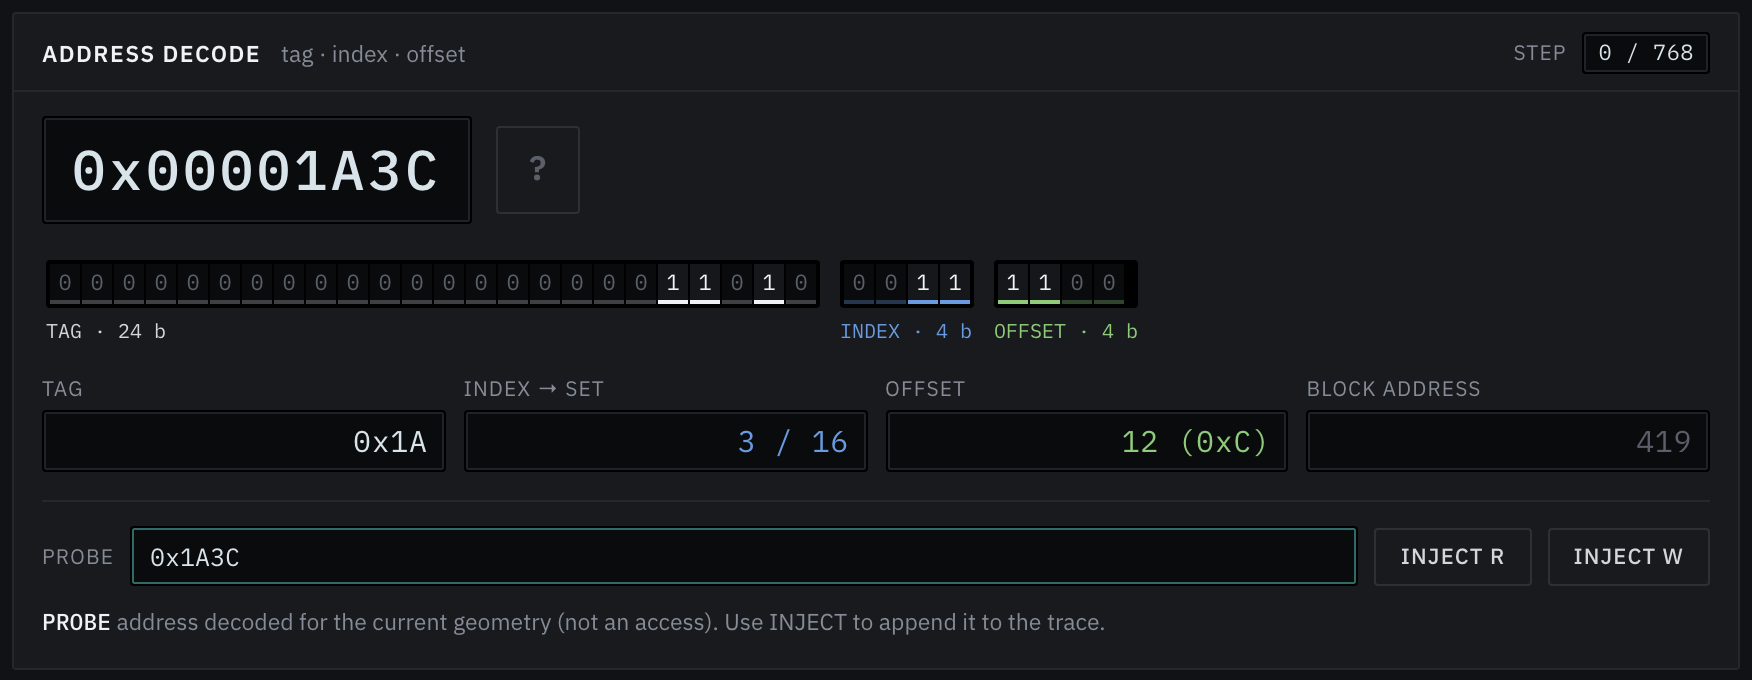 ADDRESS DECODE tag · index · offset STEP 0 / 768
0x00001A3C ?
0 0 0 0 0 0 0 0 0 0 0 0 0 0 0 0 0 0 0 1 1 0 1 0 0 0 1 1 1 1 0 0
TAG · 24 b INDEX · 4 b OFFSET · 4 b
TAG INDEX → SET OFFSET BLOCK ADDRESS
0x1A 3 / 16 12 (0xC) 419
PROBE 0x1A3C INJECT R INJECT W
PROBE address decoded for the current geometry (not an access). Use INJECT to append it to the trace.